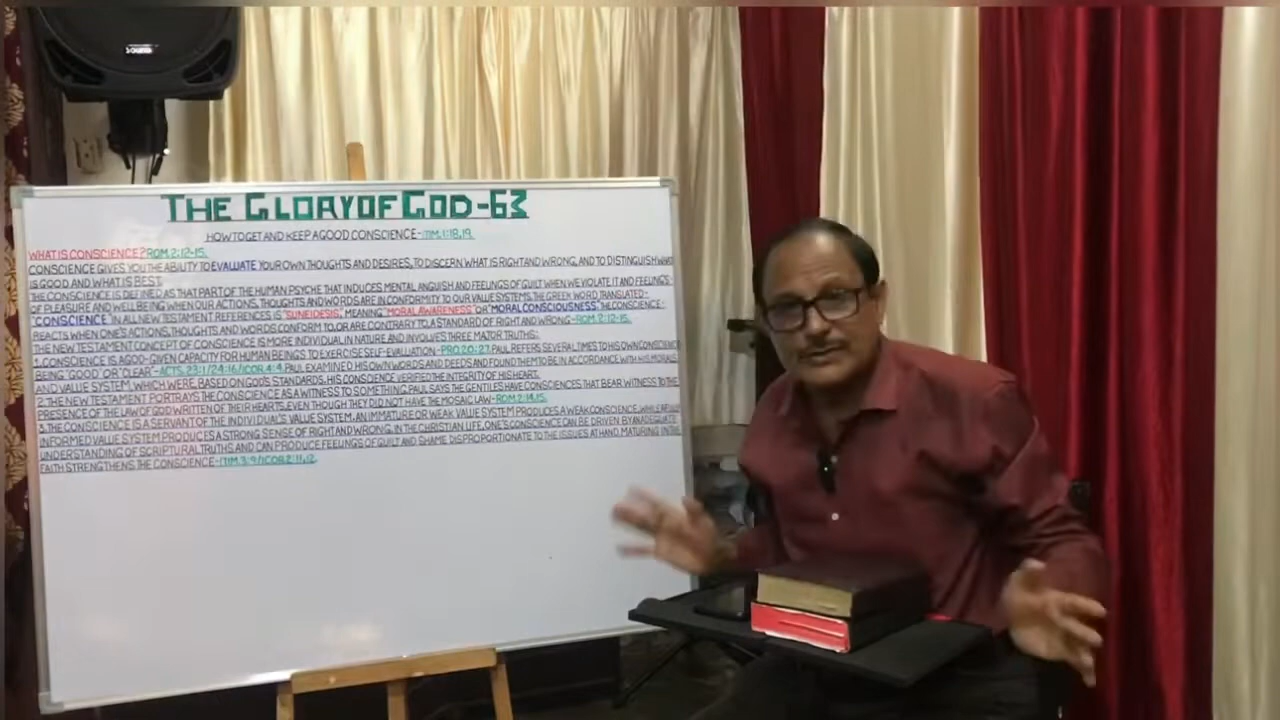 SOUND
THE GLORY OF GOD-63
HOW TO GET AND KEEP A GOOD CONSCIENCE-1TIM.1:18,19.
WHAT IS CONSCIENCE? ROM.2:12-15.
CONSCIENCE GIVES YOU THE ABILITY TO EVALUATE YOUR OWN THOUGHTS AND DESIRES, TO DISCERN WHAT IS RIGHT AND WRONG, AND TO DISTINGUISH WHAT
IS GOOD AND WHAT IS BEST.
THE CONSCIENCE IS DEFINED AS THAT PART OF THE HUMAN PSYCHE THAT INDUCES MENTAL ANGUISH AND FEELINGS OF GUILT WHEN WE VIOLATE IT AND FEELINGS-
OF PLEASURE AND WELL BEING WHEN OUR ACTIONS, THOUGHTS AND WORDS ARE IN CONFORMITY TO OUR VALUE SYSTEMS. THE GREEK WORD TRANSLATED-
"CONSCIENCE" IN ALL NEW TESTAMENT REFERENCES IS "SUNEIDESIS", MEANING "MORAL AWARENESS" OR "MORAL CONSCIOUSNESS". THE CONSCIENCE-
REACTS WHEN ONE'S ACTIONS, THOUGHTS AND WORDS CONFORM TO, OR ARE CONTRARY TO, A STANDARD OF RIGHT AND WRONG-ROM.2:12-15.
THE NEW TESTAMENT CONCEPT OF CONSCIENCE IS MORE INDIVIDUAL IN NATURE AND INVOLVES THREE MAJOR TRUTHS:
1. CONSCIENCE IS A GOD-GIVEN CAPACITY FOR HUMAN BEINGS TO EXERCISE SELF-EVALUATION-PRO.20:27. PAUL REFERS SEVERAL TIMES TO HIS OWN CONSCIENCE
BEING "GOOD" OR "CLEAR"-ACTS.23:1/24:16/1COR.4:4. PAUL EXAMINED HIS OWN WORDS AND DEEDS AND FOUND THEM TO BE IN ACCORDANCE WITH HIS MORALS
AND VALUE SYSTEM, WHICH WERE, BASED ON GOD'S STANDARDS. HIS CONSCIENCE VERIFIED THE INTEGRITY OF HIS HEART.
2. THE NEW TESTAMENT PORTRAYS THE CONSCIENCE AS A WITNESS TO SOMETHING. PAUL SAYS THE GENTILES HAVE CONSCIENCES THAT BEAR WITNESS TO THE
PRESENCE OF THE LAW OF GOD WRITTEN OF THEIR HEARTS, EVEN THOUGH THEY DID NOT HAVE THE MOSAIC LAW-ROM.2:14,15.
3. THE CONSCIENCE IS A SERVANT OF THE INDIVIDUAL'S VALUE SYSTEM. AN IMMATURE OR WEAK VALUE SYSTEM PRODUCES A WEAK CONSCIENCE, WHILE A FULLY
INFORMED VALUE SYSTEM PRODUCES A STRONG SENSE OF RIGHT AND WRONG. IN THE CHRISTIAN LIFE, ONE'S CONSCIENCE CAN BE DRIVEN BY AN
UNDERSTANDING OF SCRIPTURAL TRUTHS AND CAN PRODUCE FEELINGS OF GUILT AND SHAME DISPROPORTIONATE TO THE ISSUES AT HAND. MATURING IN THE
FAITH STRENGTHENS THE CONSCIENCE-1TIM.3:9/1COR.2:11,12.